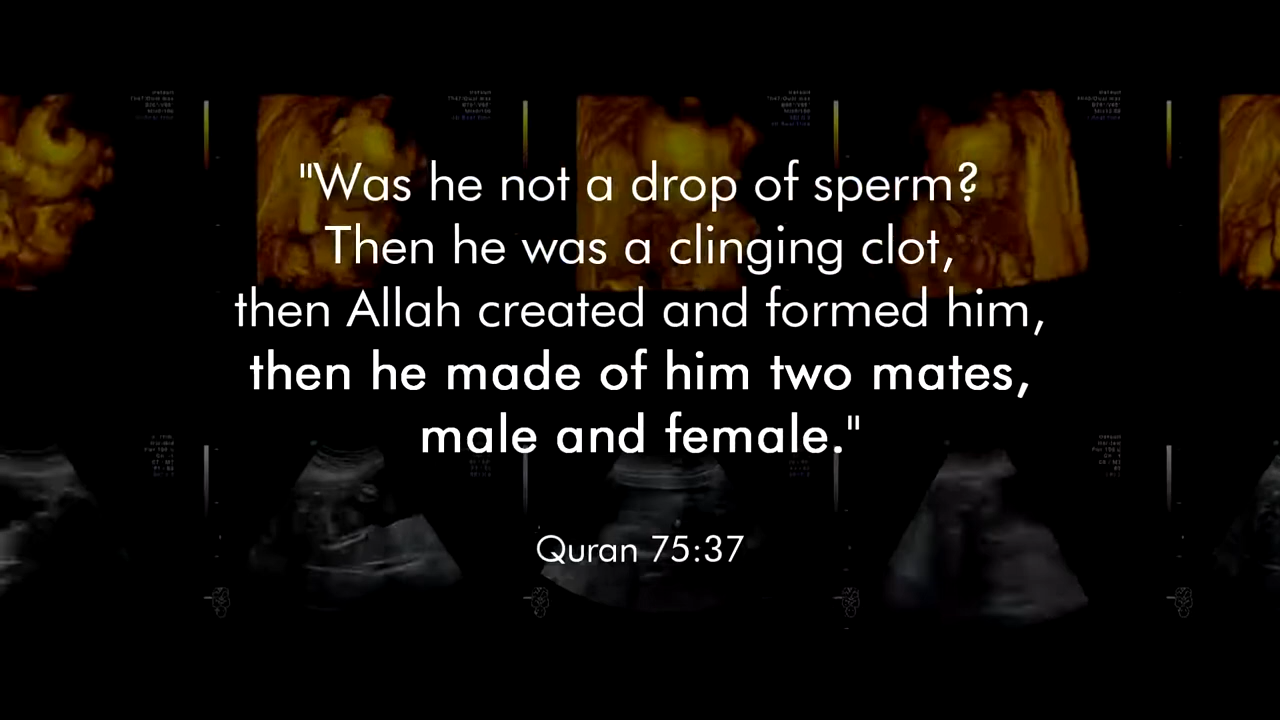 "Was he not a drop of sperm?
Then he was a clinging clot,
then Allah created and formed him,
then he made of him two mates,
male and female."
Quran 75:37